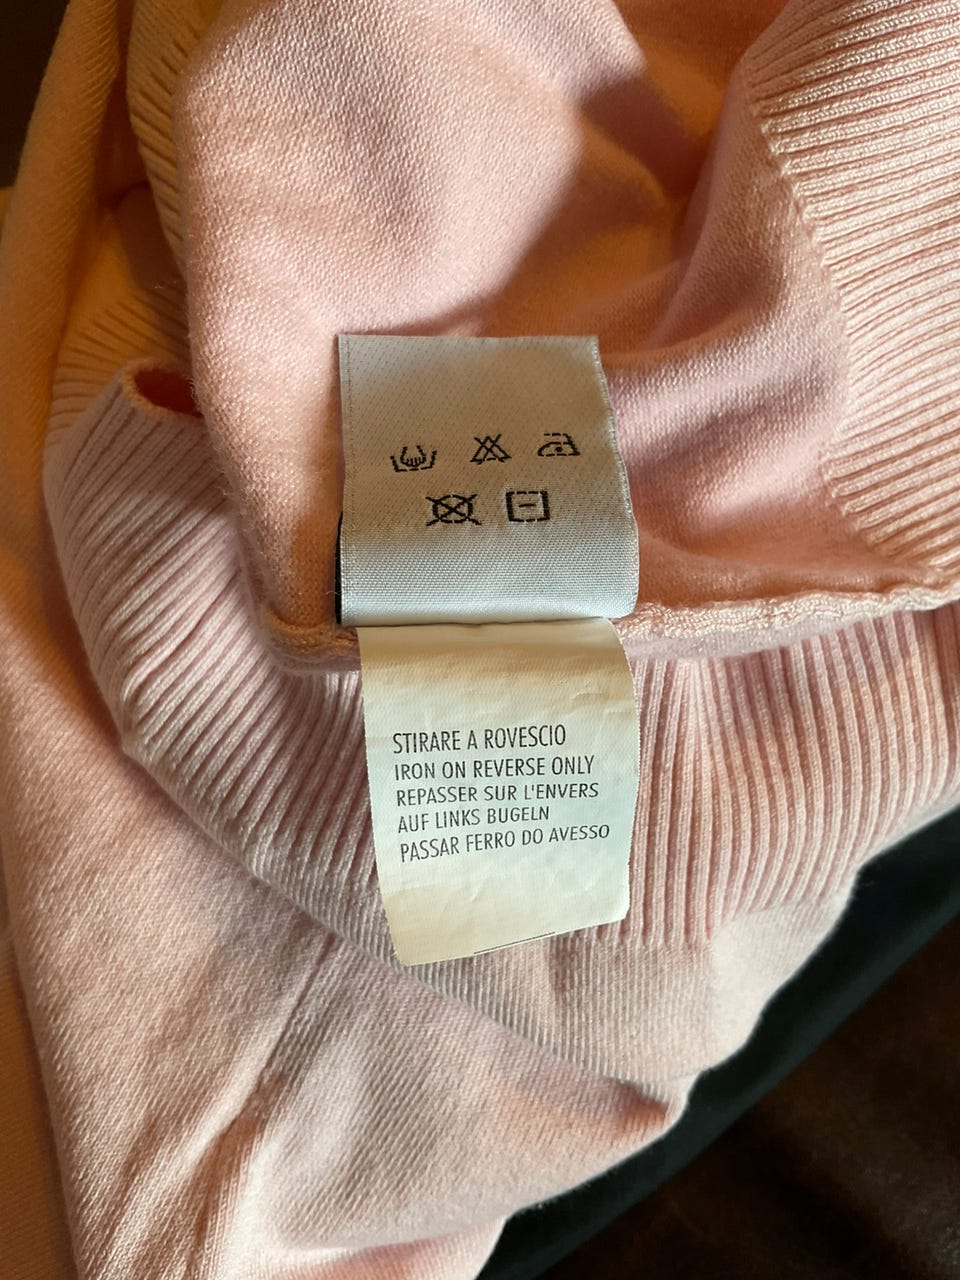 STIRARE A ROVESCIO
IRON ON REVERSE ONLY
REPASSER SUR L'ENVERS
AUF LINKS BUGELN
PASSAR FERRO DO AVESSO